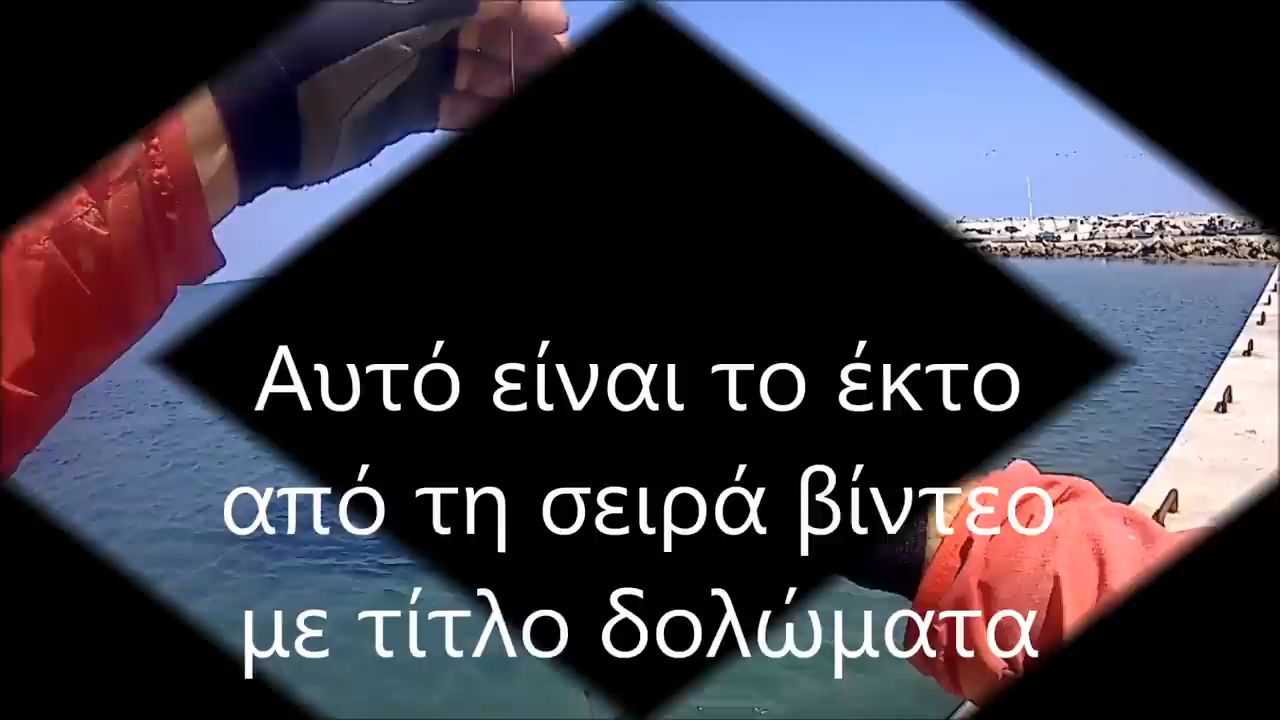 Αυτό είναι το έκτο
από τη σειρά βίντεο
με τίτλο δολώματα